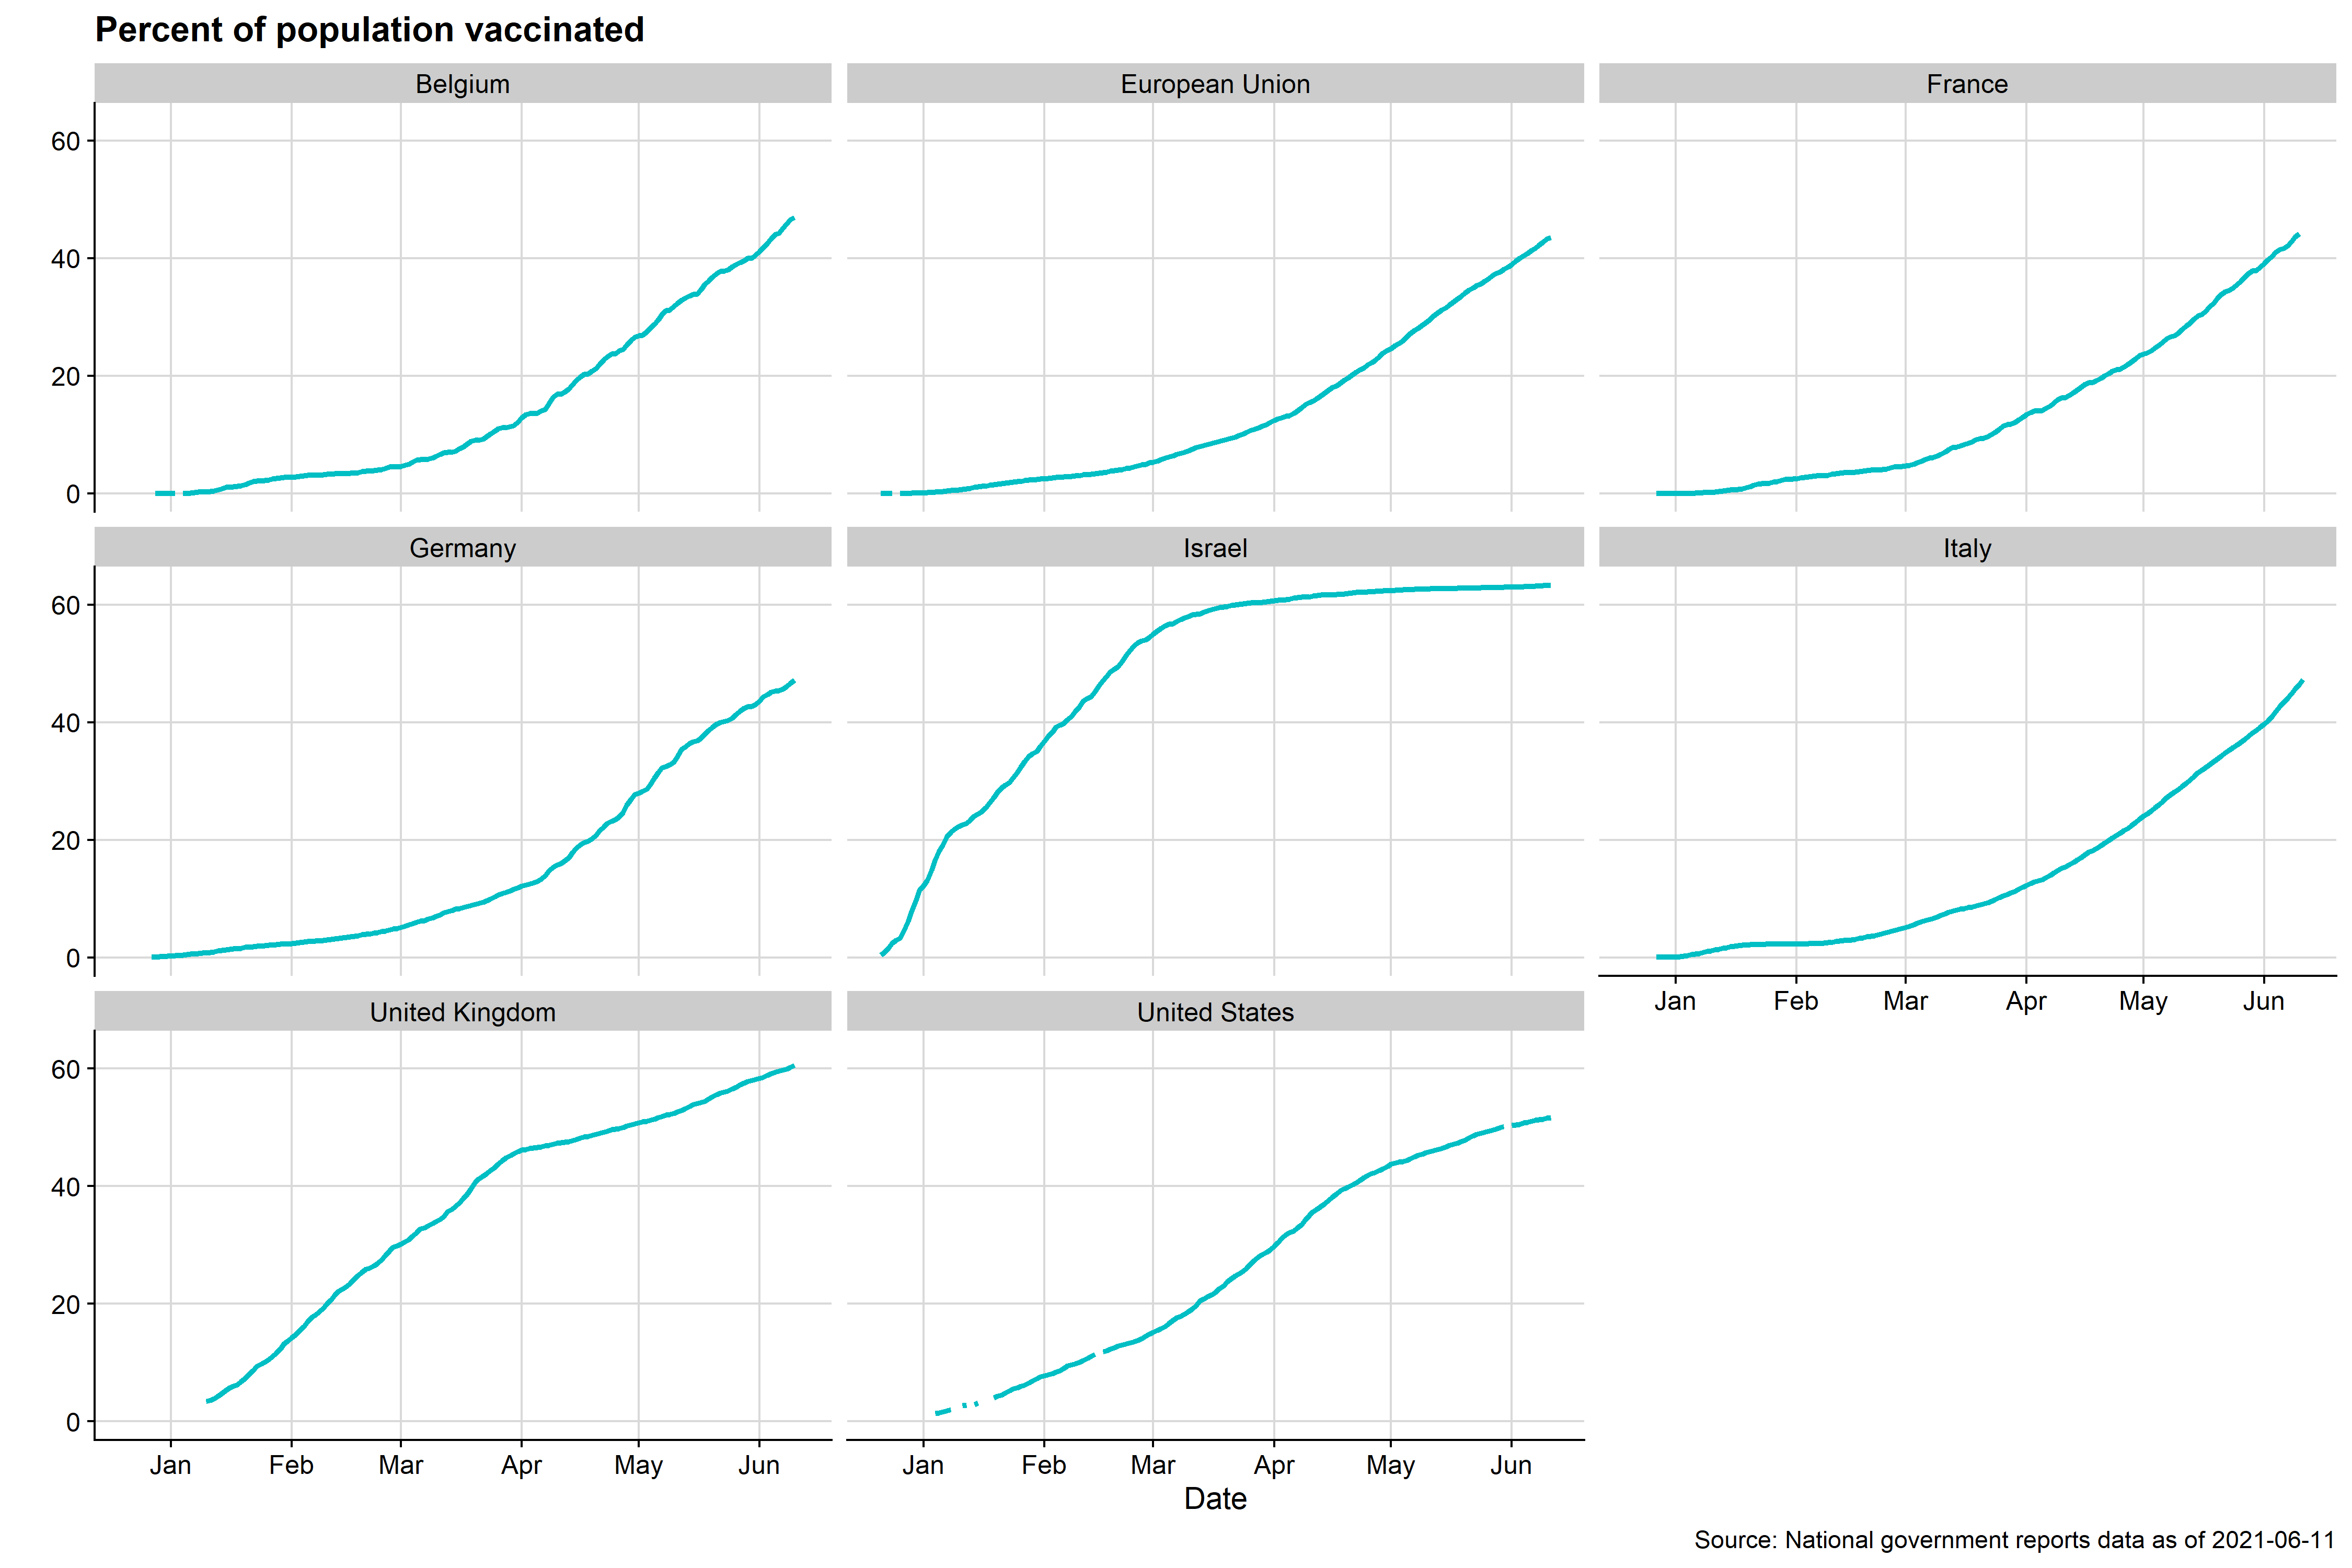 Percent of population vaccinated
Belgium European Union France
60
40
20
0
Germany Israel Italy
60
40
20
0
Jan Feb Mar Apr May Jun
United Kingdom United States
60
40
20
0
Jan Feb Mar Apr May Jun Jan Feb Mar Apr May Jun
Date
Source: National government reports data as of 2021-06-11